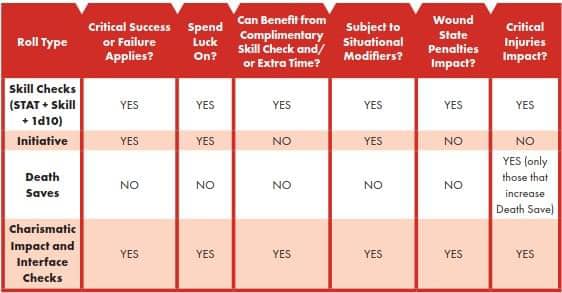 Roll Type
Critical Success
or Failure
Applies?
Spend
Luck
On?
Can Benefit from
Complimentary
Skill Check and/
or Extra Time?
Subject to
Situational
Modifiers?
Wound
State
Penalties
Impact?
Critical
Injuries
Impact?
Skill Checks
(STAT + Skill
+ 1d10)
YES
YES
YES
YES
YES
YES
Initiative
YES
YES
NO
YES
NO
NO
Death
Saves
NO
NO
NO
NO
NO
YES (only
those that
increase
Death Save)
Charismatic
Impact and
Interface
Checks
YES
YES
YES
YES
YES
YES